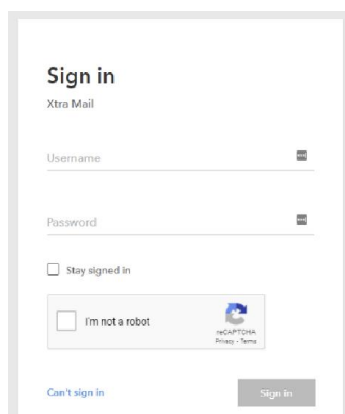 Sign in
Xtra Mail
Username
Password
Stay signed in
I'm not a robot
reCAPTCHA
Privacy - Terms
Can't sign in
Sign in